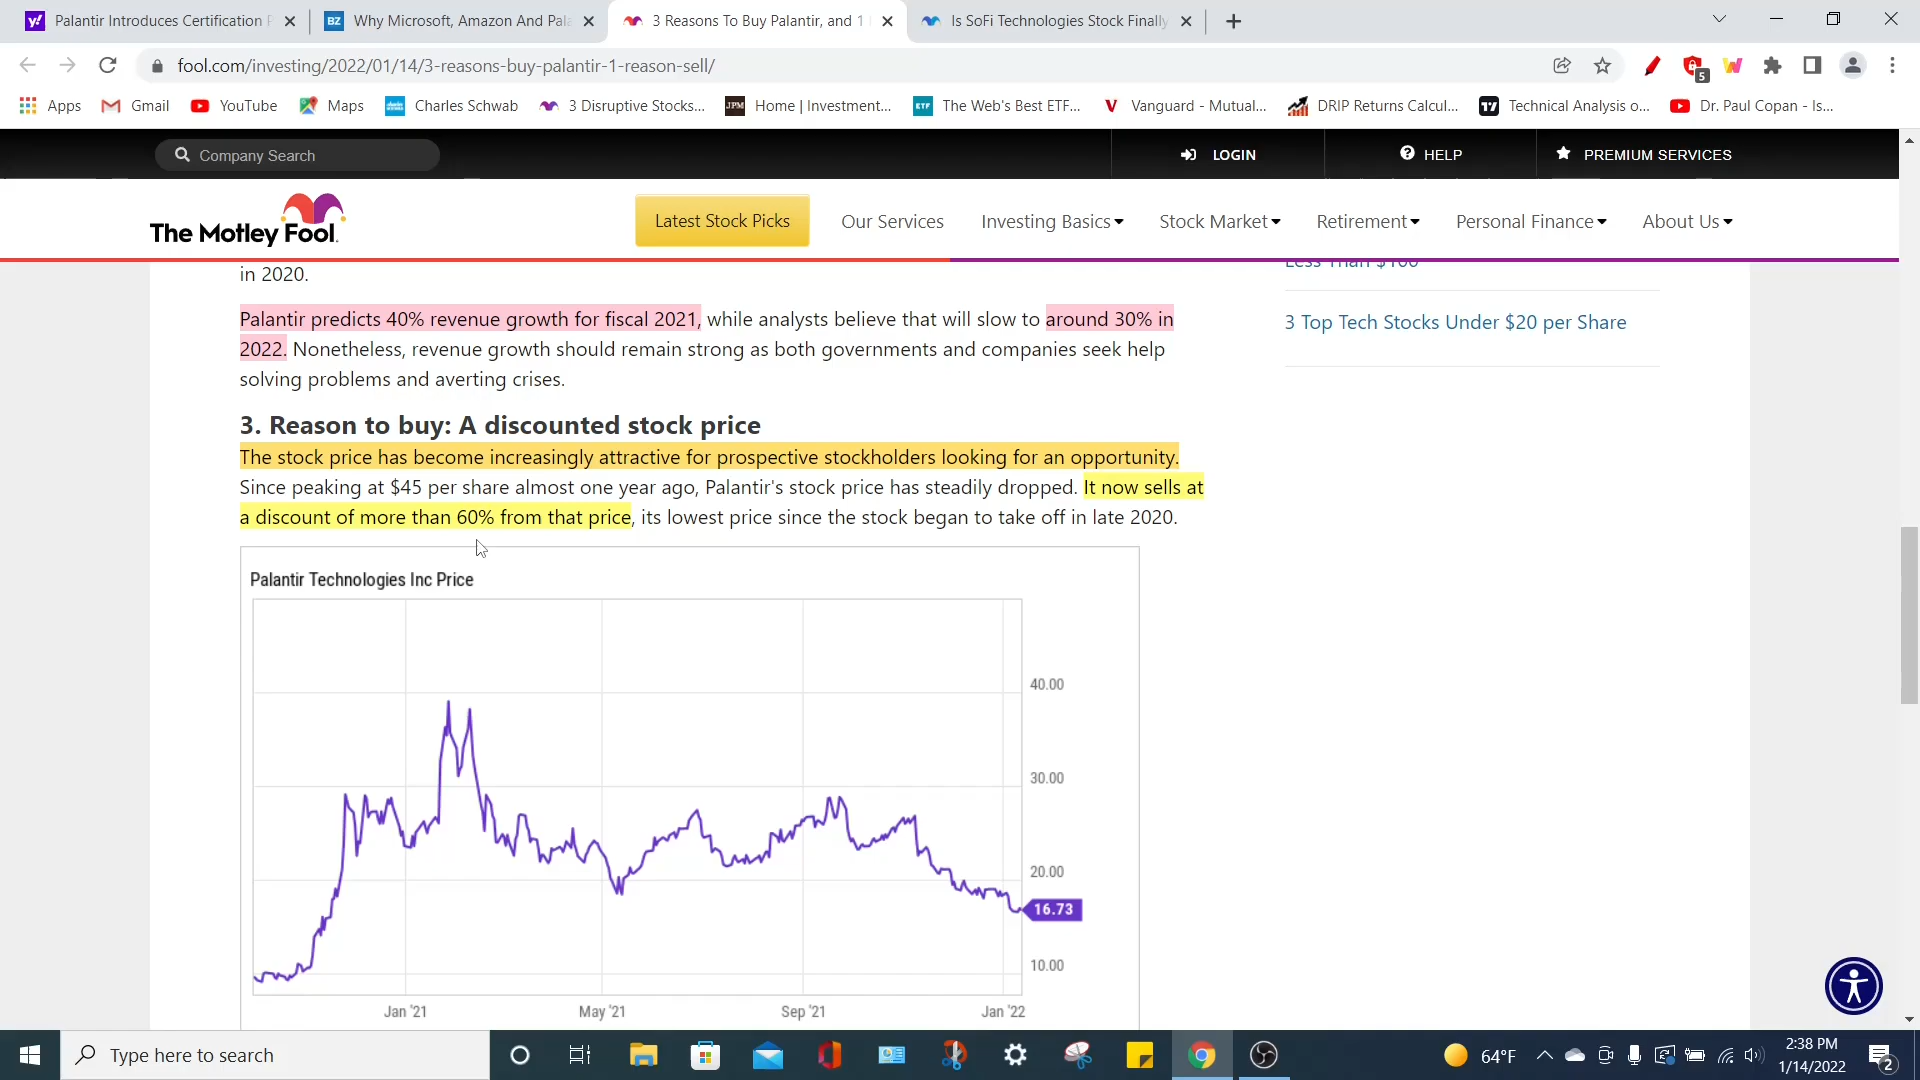 Palantir Introduces Certification P
Why Microsoft, Amazon And Pala
3 Reasons To Buy Palantir, and 1
Is SoFi Technologies Stock Finally
fool.com/investing/2022/01/14/3-reasons-buy-palantir-1-reason-sell/
5
Apps
Gmail
YouTube
Maps
Charles Schwab
3 Disruptive Stocks...
JPM
Home | Investment...
ETF
The Web's Best ETF...
Vanguard - Mutual...
DRIP Returns Calcul...
Technical Analysis o...
Dr. Paul Copan - Is...
Company Search
LOGIN
HELP
PREMIUM SERVICES
The Motley Fool.
Latest Stock Picks
Our Services
Investing Basics
Stock Market
Retirement
Personal Finance
About Us
in 2020.
Less Than $100
Palantir predicts 40% revenue growth for fiscal 2021, while analysts believe that will slow to around 30% in
2022. Nonetheless, revenue growth should remain strong as both governments and companies seek help
solving problems and averting crises.
3 Top Tech Stocks Under $20 per Share
3. Reason to buy: A discounted stock price
The stock price has become increasingly attractive for prospective stockholders looking for an opportunity.
Since peaking at $45 per share almost one year ago, Palantir's stock price has steadily dropped. It now sells at
a discount of more than 60% from that price, its lowest price since the stock began to take off in late 2020.
Palantir Technologies Inc Price
40.00
30.00
20.00
16.73
10.00
Jan '21
May '21
Sep '21
Jan '22
Type here to search
64°F
2:38 PM
1/14/2022
2